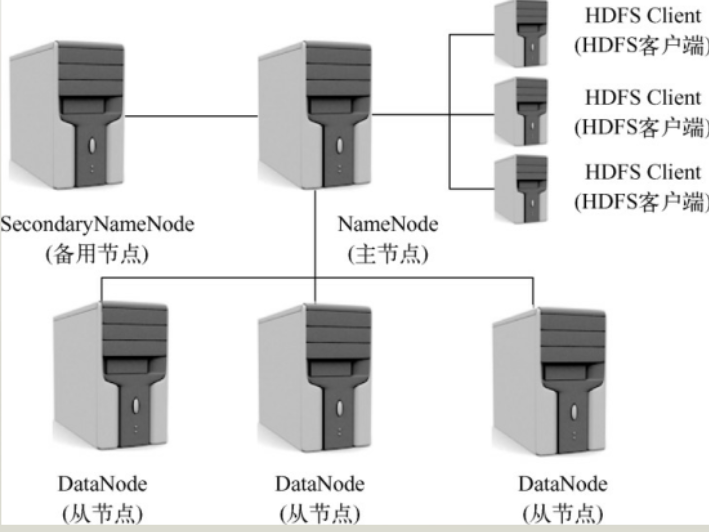 HDFS Client
(HDFS客户端)
HDFS Client
(HDFS客户端)
HDFS Client
(HDFS客户端)
SecondaryNameNode
(备用节点)
NameNode
(主节点)
DataNode
(从节点)
DataNode
(从节点)
DataNode
(从节点)